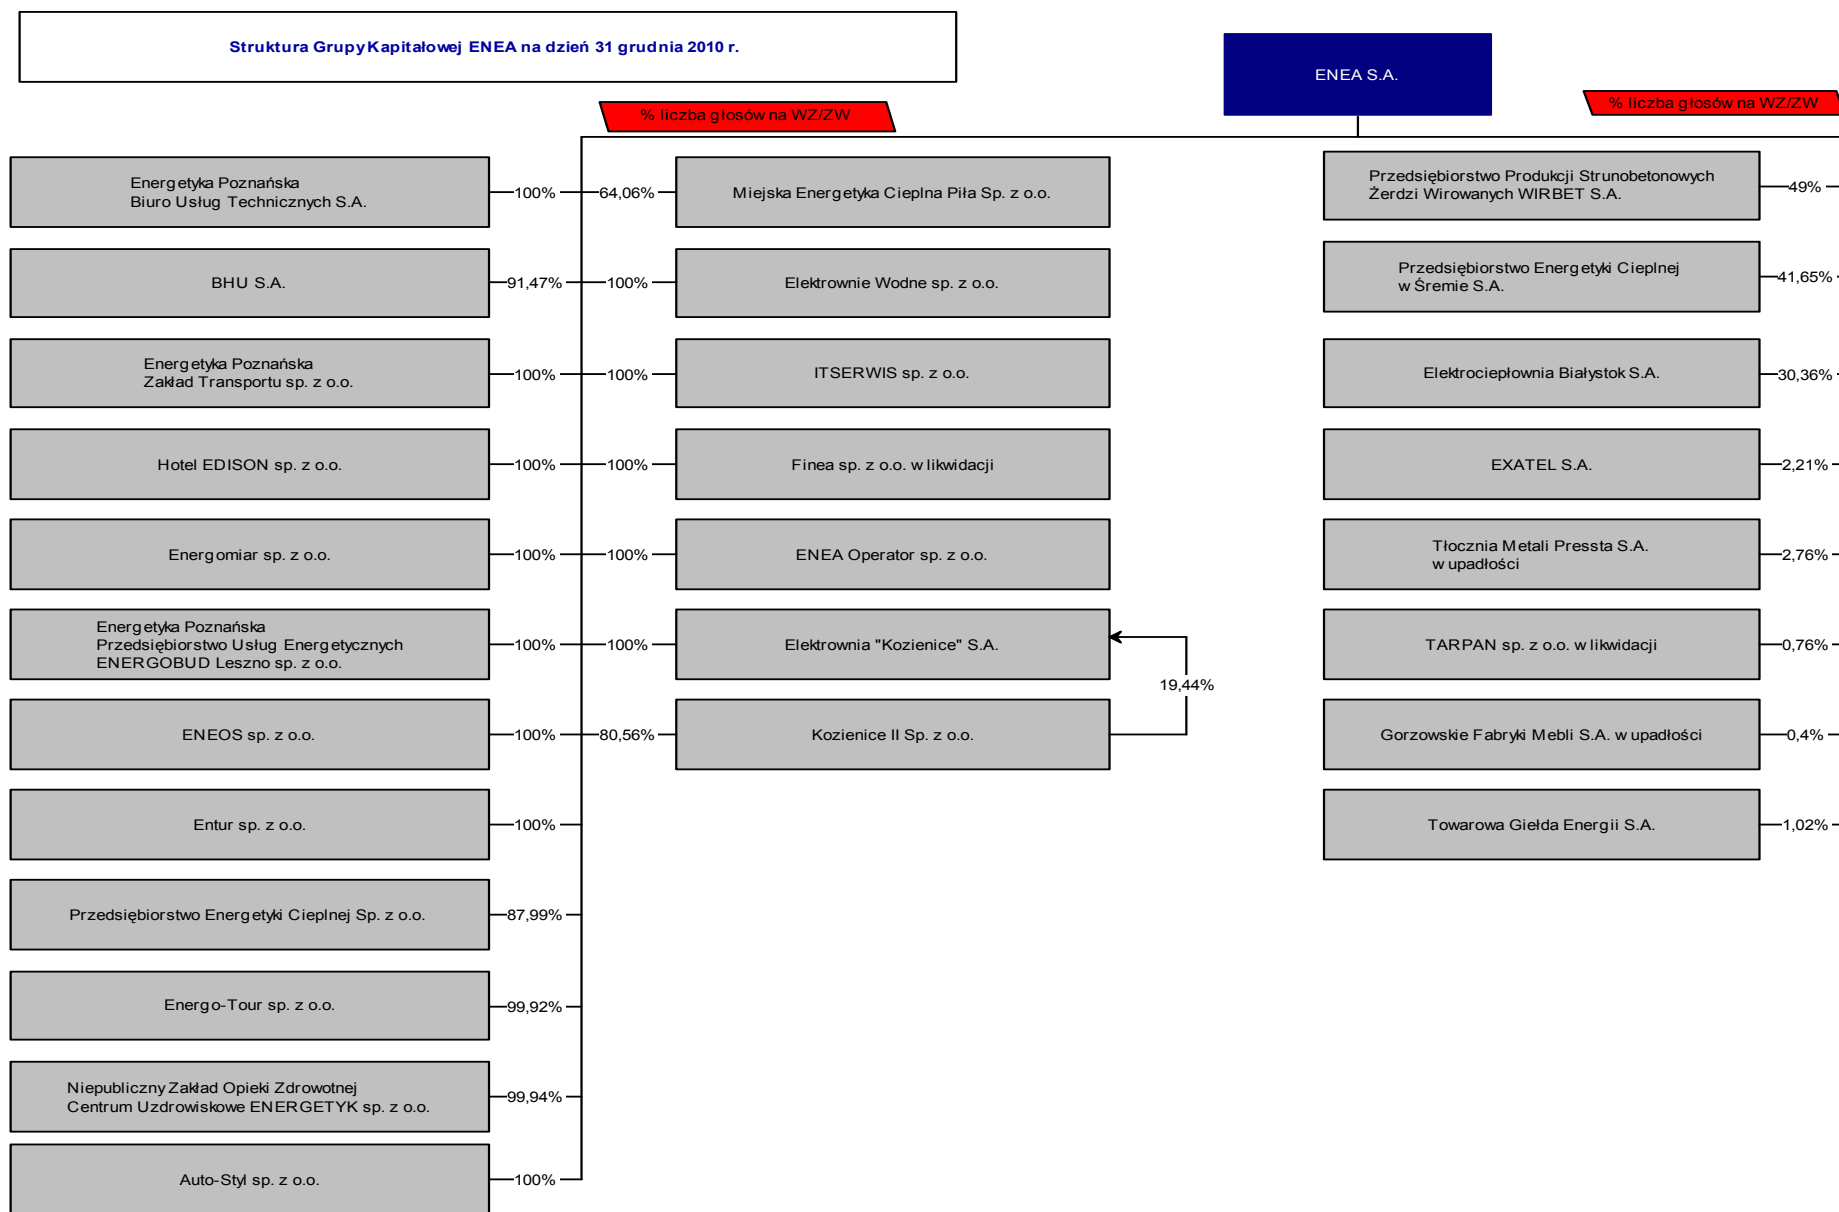 Struktura Grupy Kapitałowej ENEA na dzień 31 grudnia 2010 r.
ENEA S.A.
% liczba głosów na WZ/ZW
% liczba głosów na WZ/ZW
Energetyka Poznańska
Biuro Usług Technicznych S.A.
100%
BHU S.A.
91,47%
Energetyka Poznańska
Zakład Transportu sp. z o.o.
100%
Hotel EDISON sp. z o.o.
100%
Energomiar sp. z o.o.
100%
Energetyka Poznańska
Przedsiębiorstwo Usług Energetycznych
ENERGOBUD Leszno sp. z o.o.
100%
ENEOS sp. z o.o.
100%
Entur sp. z o.o.
100%
Przedsiębiorstwo Energetyki Cieplnej Sp. z o.o.
87,99%
Energo-Tour sp. z o.o.
99,92%
Niepubliczny Zakład Opieki Zdrowotnej
Centrum Uzdrowiskowe ENERGETYK sp. z o.o.
99,94%
Auto-Styl sp. z o.o.
100%
64,06%
Miejska Energetyka Cieplna Piła Sp. z o.o.
100%
Elektrownie Wodne sp. z o.o.
100%
ITSERWIS sp. z o.o.
100%
Finea sp. z o.o. w likwidacji
100%
ENEA Operator sp. z o.o.
100%
Elektrownia "Kozienice" S.A.
19,44%
80,56%
Kozienice II Sp. z o.o.
Przedsiębiorstwo Produkcji Strunobetonowych
Żerdzi Wirowanych WIRBET S.A.
49%
Przedsiębiorstwo Energetyki Cieplnej
w Śremie S.A.
41,65%
Elektrociepłownia Białystok S.A.
30,36%
EXATEL S.A.
2,21%
Tłocznia Metali Pressta S.A.
w upadłości
2,76%
TARPAN sp. z o.o. w likwidacji
0,76%
Gorzowskie Fabryki Mebli S.A. w upadłości
0,4%
Towarowa Giełda Energii S.A.
1,02%